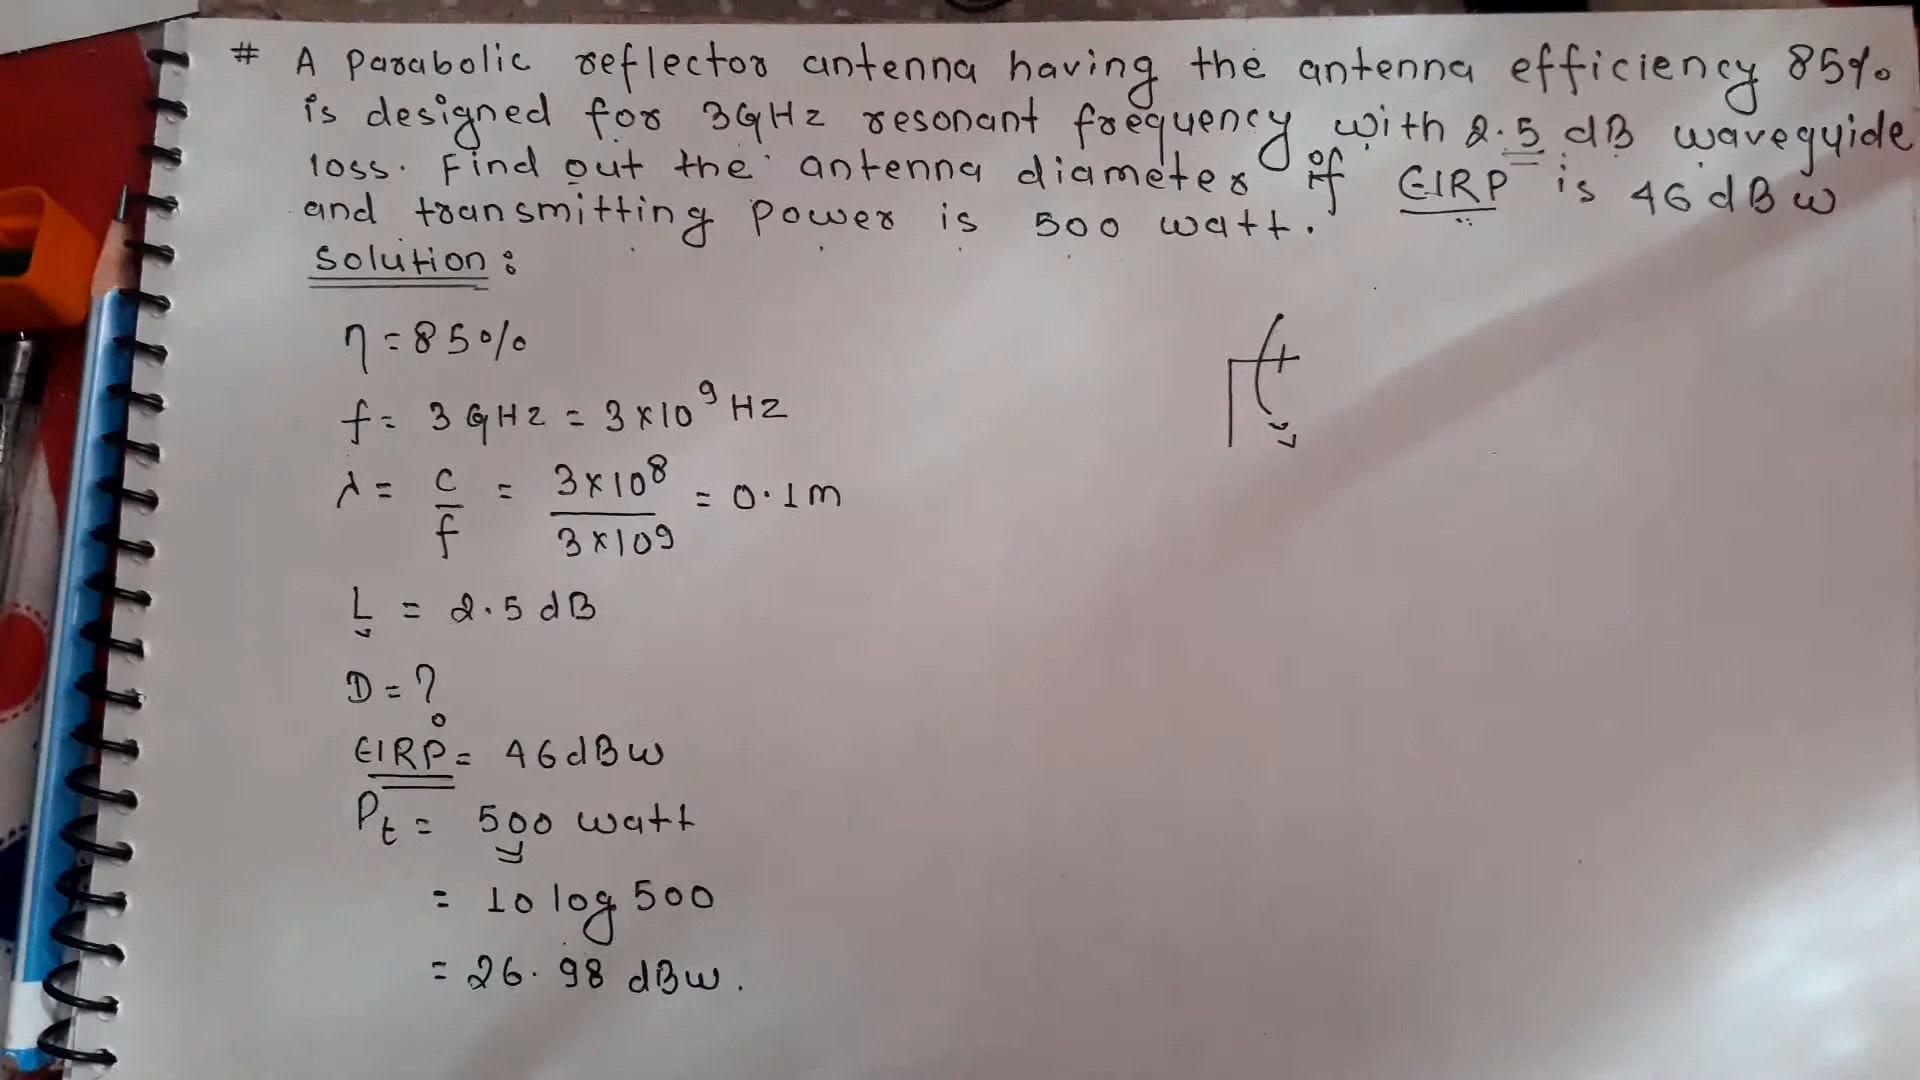 # A parabolic reflector antenna having the antenna efficiency 85%
is designed for 3GHz resonant frequency with 2.5 dB waveguide
loss. Find out the antenna diameter of if EIRP is 46 dBw
and transmitting power is 500 watt.
Solution:
η = 85%
f = 3 GHz = 3×10⁹ Hz
λ = c/f = 3×10⁸/3×10⁹ = 0.1m
L = 2.5 dB
D = ?
EIRP = 46dBw
Pt = 500 watt
= 10 log 500
= 26.98 dBw.